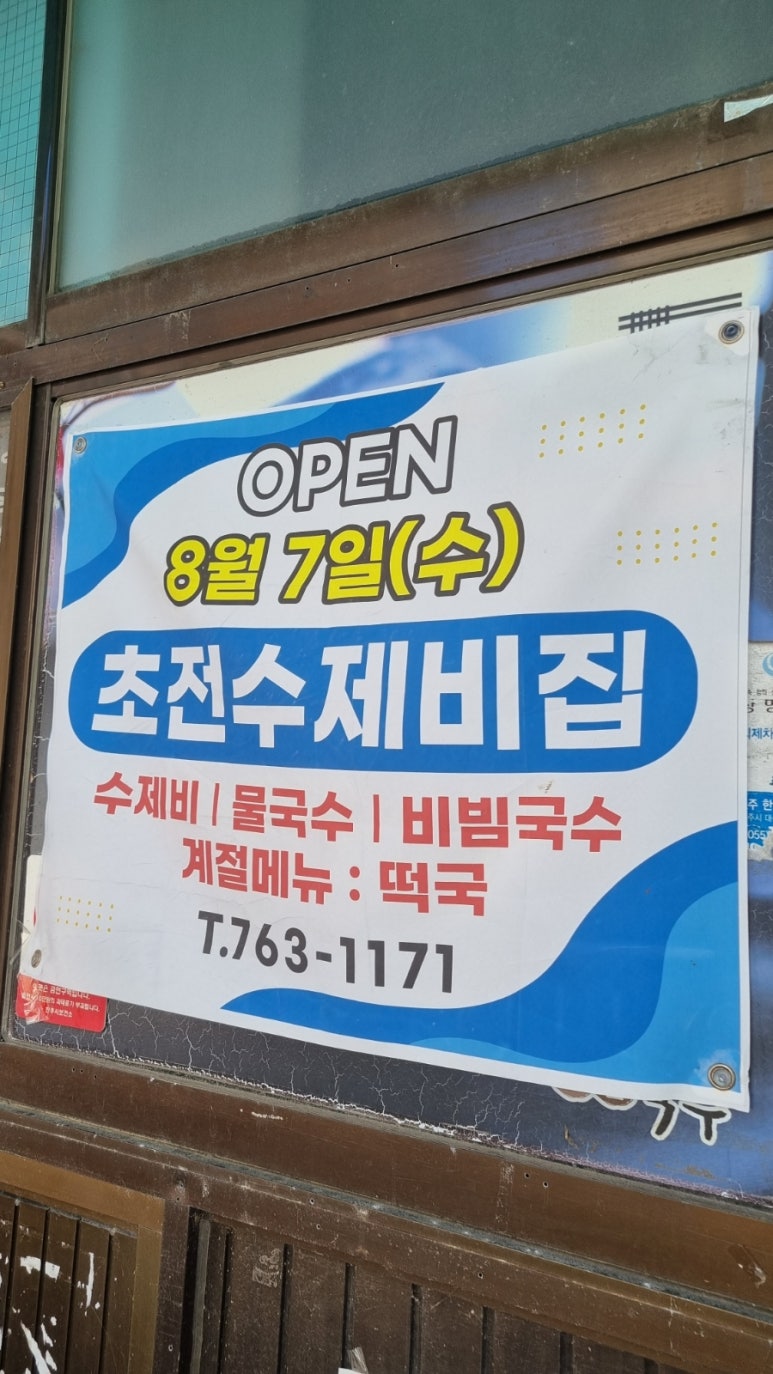 OPEN
8월 7일(수)
초전수제비집
수제비 | 물국수 | 비빔국수
계절메뉴 : 떡국
T.763-1171